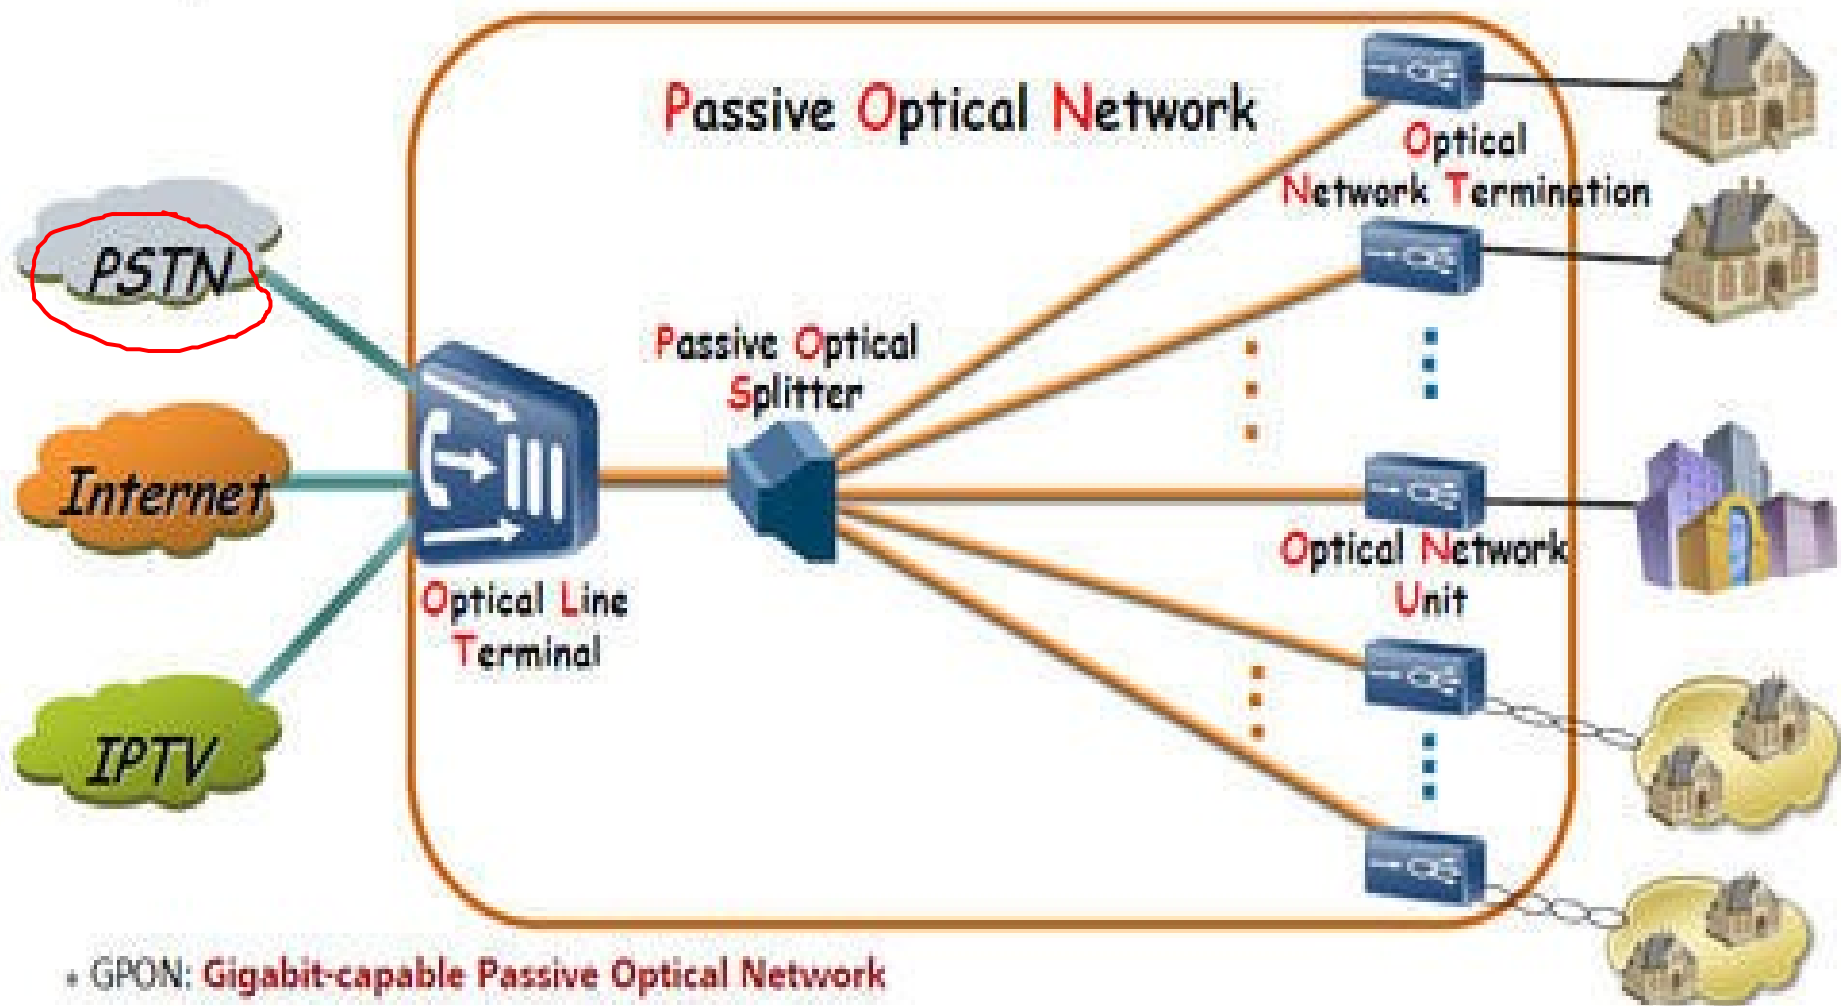 Passive Optical Network
Optical
Network Termination
PSTN
Passive Optical
Splitter
Internet
Optical Network
Unit
Optical Line
Terminal
IPTV
• GPON: Gigabit-capable Passive Optical Network